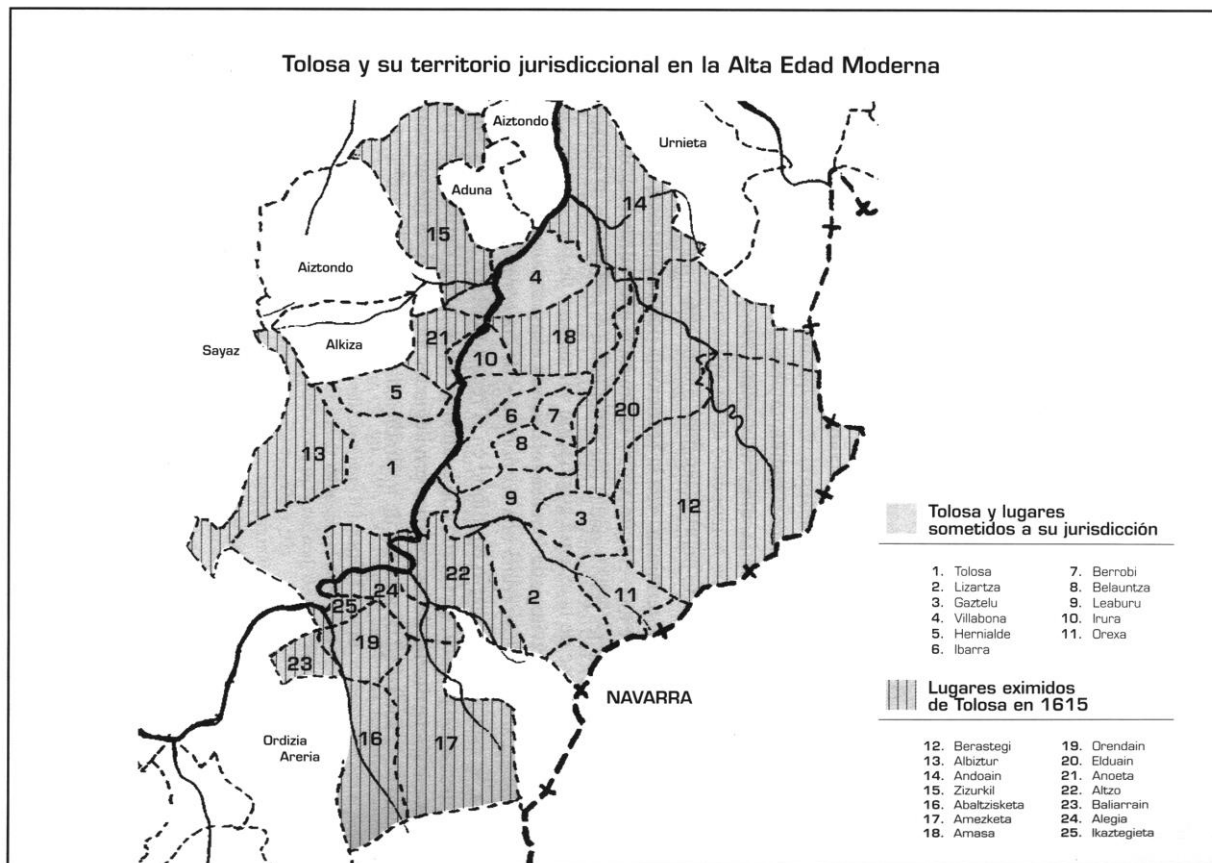 Tolosa y su territorio jurisdiccional en la Alta Edad Moderna
Aiztondo
Urnieta
Aduna
14
15
Aiztondo
4
Sayaz
Alkiza
21
10
18
5
6
7
20
8
13
1
9
3
12
22
24
2
11
25
19
23
NAVARRA
Ordizia
Areria
16
17
Tolosa y lugares
sometidos a su jurisdicción
1. Tolosa
2. Lizartza
3. Gaztelu
4. Villabona
5. Hernialde
6. Ibarra
7. Berrobi
8. Belauntza
9. Leaburu
10. Irura
11. Orexa
Lugares eximidos
de Tolosa en 1615
12. Berastegi
13. Albiztur
14. Andoain
15. Zizurkil
16. Abaltzisketa
17. Amezketa
18. Amasa
19. Orendain
20. Elduain
21. Anoeta
22. Altzo
23. Baliarrain
24. Alegia
25. Ikaztegieta